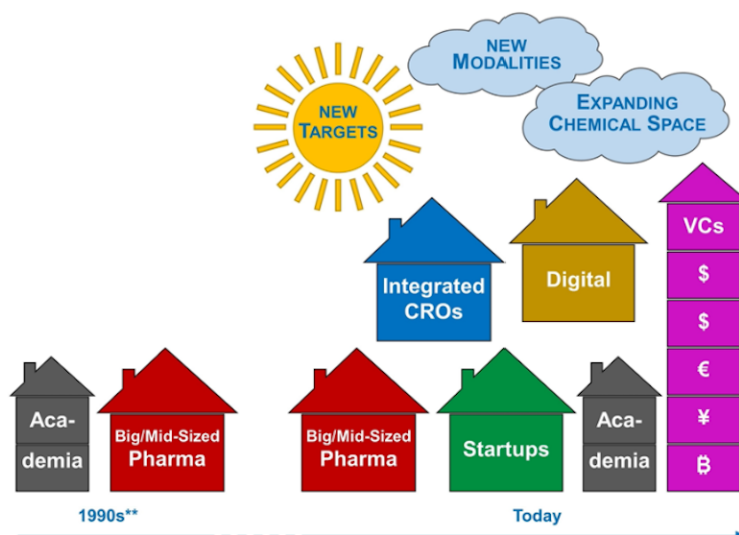 NEW
MODALITIES
NEW
TARGETS
EXPANDING
CHEMICAL SPACE
VCs
$
$
€
¥
₿
Integrated
CROs
Digital
Aca-
demia
Big/Mid-Sized
Pharma
Big/Mid-Sized
Pharma
Startups
Aca-
demia
1990s**
Today